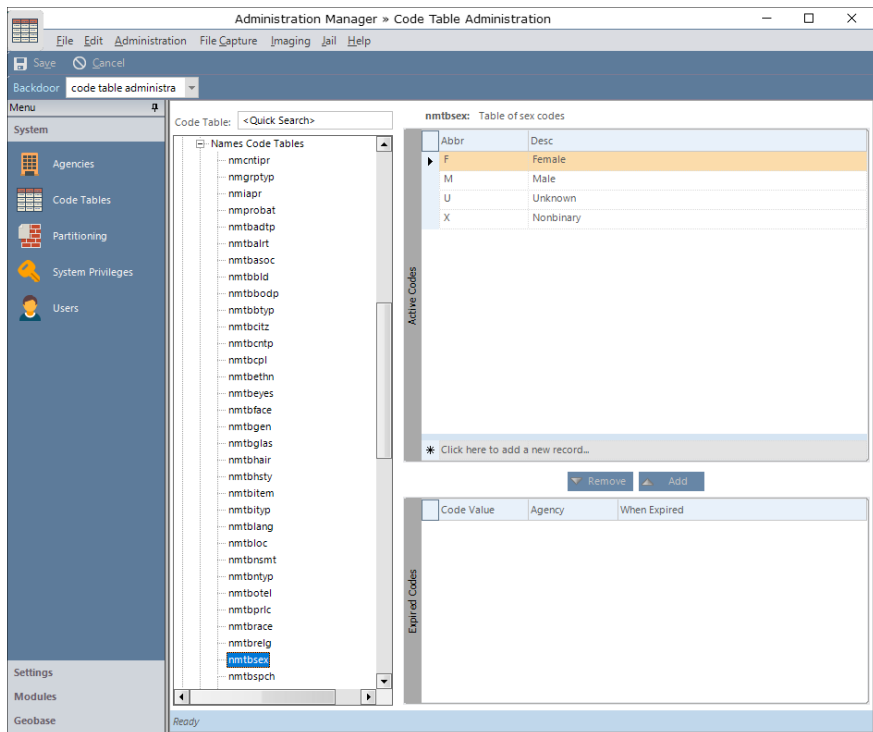 Administration Manager » Code Table Administration
File Edit Administration File Capture Imaging Jail Help
Save Cancel
Backdoor code table administra
Menu
System
Agencies
Code Tables
Partitioning
System Privileges
Users
Settings
Modules
Geobase
Code Table: <Quick Search>
Names Code Tables
nmcntipr
nmgrptyp
nmiapr
nmprobat
nmtbadtp
nmtbalrt
nmtbasoc
nmtbbld
nmtbbodp
nmtbbtyp
nmtbcitz
nmtbcntp
nmtbcpl
nmtbethn
nmtbeyes
nmtbface
nmtbgen
nmtbglas
nmtbhair
nmtbhsty
nmtbitem
nmtbityp
nmtblang
nmtbloc
nmtbnsmt
nmtbntyp
nmtbotel
nmtbprlc
nmtbrace
nmtbrelg
nmtbsex
nmtbspch
nmtbsex: Table of sex codes
Active Codes
Abbr Desc
F Female
M Male
U Unknown
X Nonbinary
Click here to add a new record...
Remove Add
Expired Codes
Code Value Agency When Expired
Ready